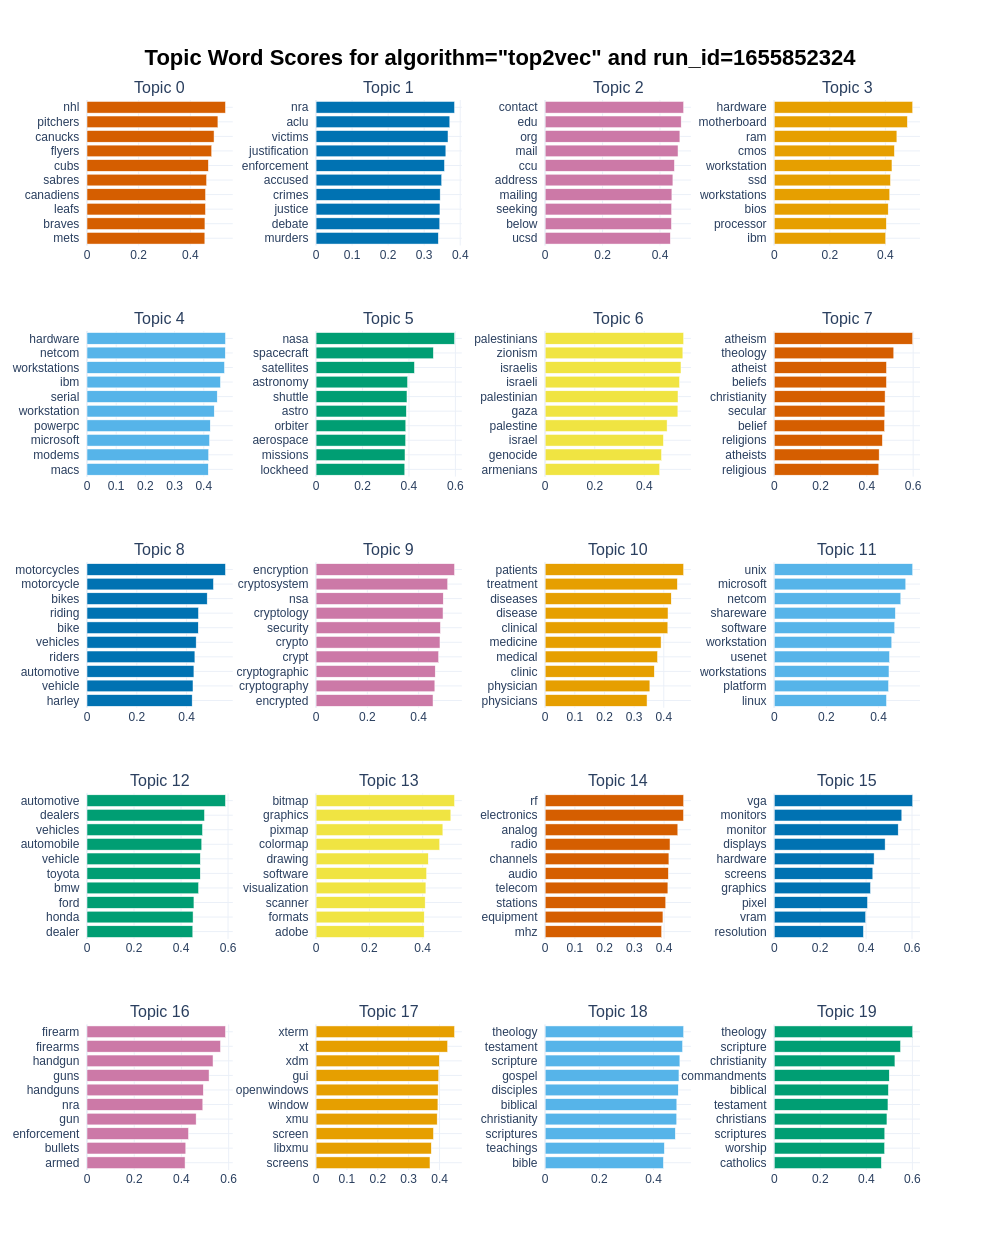 Topic Word Scores for algorithm="top2vec" and run_id=1655852324
Topic 0
nhl
pitchers
canucks
flyers
cubs
sabres
canadiens
leafs
braves
mets
0 0.2 0.4
Topic 1
nra
aclu
victims
justification
enforcement
accused
crimes
justice
debate
murders
0 0.1 0.2 0.3 0.4
Topic 2
contact
edu
org
mail
ccu
address
mailing
seeking
below
ucsd
0 0.2 0.4
Topic 3
hardware
motherboard
ram
cmos
workstation
ssd
workstations
bios
processor
ibm
0 0.2 0.4
Topic 4
hardware
netcom
workstations
ibm
serial
workstation
powerpc
microsoft
modems
macs
0 0.1 0.2 0.3 0.4
Topic 5
nasa
spacecraft
satellites
astronomy
shuttle
astro
orbiter
aerospace
missions
lockheed
0 0.2 0.4 0.6
Topic 6
palestinians
zionism
israelis
israeli
palestinian
gaza
palestine
israel
genocide
armenians
0 0.2 0.4
Topic 7
atheism
theology
atheist
beliefs
christianity
secular
belief
religions
atheists
religious
0 0.2 0.4 0.6
Topic 8
motorcycles
motorcycle
bikes
riding
bike
vehicles
riders
automotive
vehicle
harley
0 0.2 0.4
Topic 9
encryption
cryptosystem
nsa
cryptology
security
crypto
crypt
cryptographic
cryptography
encrypted
0 0.2 0.4
Topic 10
patients
treatment
diseases
disease
clinical
medicine
medical
clinic
physician
physicians
0 0.1 0.2 0.3 0.4
Topic 11
unix
microsoft
netcom
shareware
software
workstation
usenet
workstations
platform
linux
0 0.2 0.4
Topic 12
automotive
dealers
vehicles
automobile
vehicle
toyota
bmw
ford
honda
dealer
0 0.2 0.4 0.6
Topic 13
bitmap
graphics
pixmap
colormap
drawing
software
visualization
scanner
formats
adobe
0 0.2 0.4
Topic 14
rf
electronics
analog
radio
channels
audio
telecom
stations
equipment
mhz
0 0.1 0.2 0.3 0.4
Topic 15
vga
monitors
monitor
displays
hardware
screens
graphics
pixel
vram
resolution
0 0.2 0.4 0.6
Topic 16
firearm
firearms
handgun
guns
handguns
nra
gun
enforcement
bullets
armed
0 0.2 0.4 0.6
Topic 17
xterm
xt
xdm
gui
openwindows
window
xmu
screen
libxmu
screens
0 0.1 0.2 0.3 0.4
Topic 18
theology
testament
scripture
gospel
disciples
biblical
christianity
scriptures
teachings
bible
0 0.2 0.4
Topic 19
theology
scripture
christianity
commandments
biblical
testament
christians
scriptures
worship
catholics
0 0.2 0.4 0.6